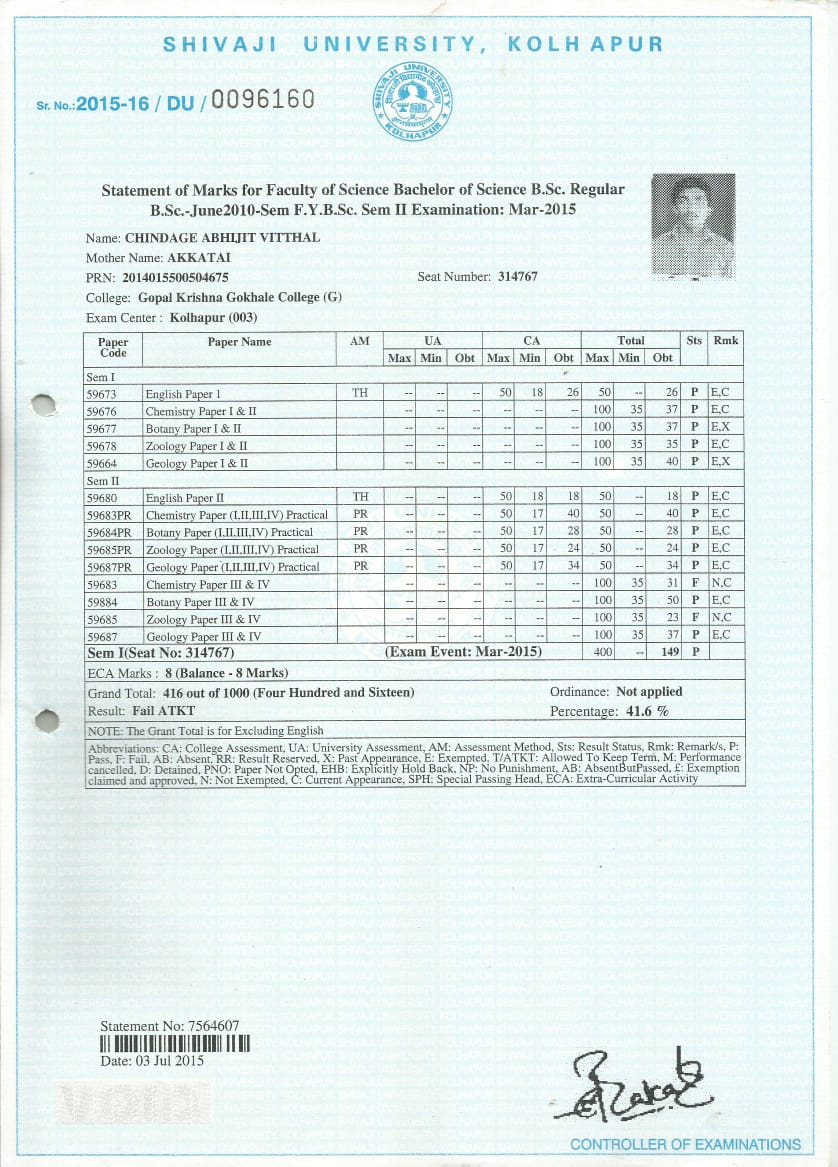 SHIVAJI UNIVERSITY, KOLHAPUR
Sr. No.:2015-16 / DU / 0096160
SHIVAJI UNIVERSITY
KOLHAPUR
Statement of Marks for Faculty of Science Bachelor of Science B.Sc. Regular
B.Sc.-June2010-Sem F.Y.B.Sc. Sem II Examination: Mar-2015
Name: CHINDAGE ABHIJIT VITTHAL
Mother Name: AKKATAI
PRN: 2014015500504675 Seat Number: 314767
College: Gopal Krishna Gokhale College (G)
Exam Center : Kolhapur (003)
Paper Code Paper Name AM UA CA Total Sts Rmk
Max Min Obt Max Min Obt Max Min Obt
Sem I
59673 English Paper 1 TH -- -- -- 50 18 26 50 -- 26 P E,C
59676 Chemistry Paper I & II -- -- -- -- -- -- 100 35 37 P E,C
59677 Botany Paper I & II -- -- -- -- -- -- 100 35 37 P E,X
59678 Zoology Paper I & II -- -- -- -- -- -- 100 35 35 P E,C
59664 Geology Paper I & II -- -- -- -- -- -- 100 35 40 P E,X
Sem II
59680 English Paper II TH -- -- -- 50 18 18 50 -- 18 P E,C
59683PR Chemistry Paper (I,II,III,IV) Practical PR -- -- -- 50 17 40 50 -- 40 P E,C
59684PR Botany Paper (I,II,III,IV) Practical PR -- -- -- 50 17 28 50 -- 28 P E,C
59685PR Zoology Paper (I,II,III,IV) Practical PR -- -- -- 50 17 24 50 -- 24 P E,C
59687PR Geology Paper (I,II,III,IV) Practical PR -- -- -- 50 17 34 50 -- 34 P E,C
59683 Chemistry Paper III & IV -- -- -- -- -- -- 100 35 31 F N,C
59884 Botany Paper III & IV -- -- -- -- -- -- 100 35 50 P E,C
59685 Zoology Paper III & IV -- -- -- -- -- -- 100 35 23 F N,C
59687 Geology Paper III & IV -- -- -- -- -- -- 100 35 37 P E,C
Sem I(Seat No: 314767) (Exam Event: Mar-2015) 400 -- 149 P
ECA Marks : 8 (Balance - 8 Marks)
Grand Total: 416 out of 1000 (Four Hundred and Sixteen) Ordinance: Not applied
Result: Fail ATKT Percentage: 41.6 %
NOTE: The Grant Total is for Excluding English
Abbreviations: CA: College Assessment, UA: University Assessment, AM: Assessment Method, Sts: Result Status, Rmk: Remark/s, P:
Pass, F: Fail, AB: Absent, RR: Result Reserved, X: Past Appearance, E: Exempted, T/ATKT: Allowed To Keep Term, M: Performance
cancelled, D: Detained, PNO: Paper Not Opted, EHB: Explicitly Hold Back, NP: No Punishment, AB: AbsentButPassed, £: Exemption
claimed and approved, N: Not Exempted, C: Current Appearance, SPH: Special Passing Head, ECA: Extra-Curricular Activity
Statement No: 7564607
Date: 03 Jul 2015
CONTROLLER OF EXAMINATIONS